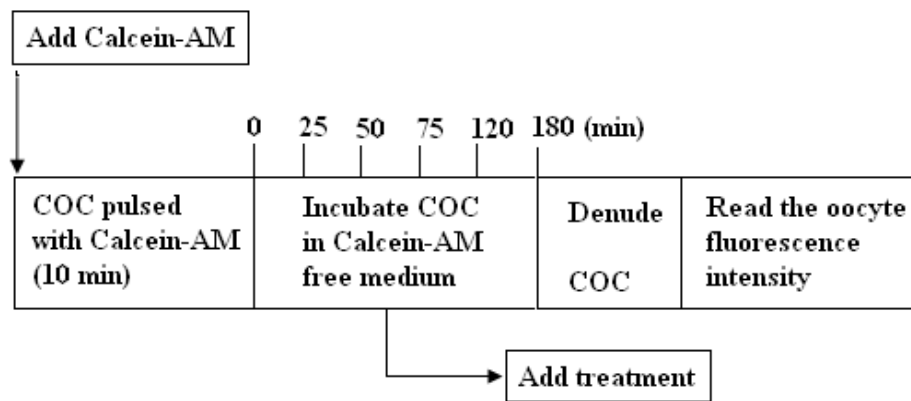 Add Calcein-AM
0 25 50 75 120 180 (min)
COC pulsed
with Calcein-AM
(10 min)
Incubate COC
in Calcein-AM
free medium
Denude
COC
Read the oocyte
fluorescence
intensity
Add treatment